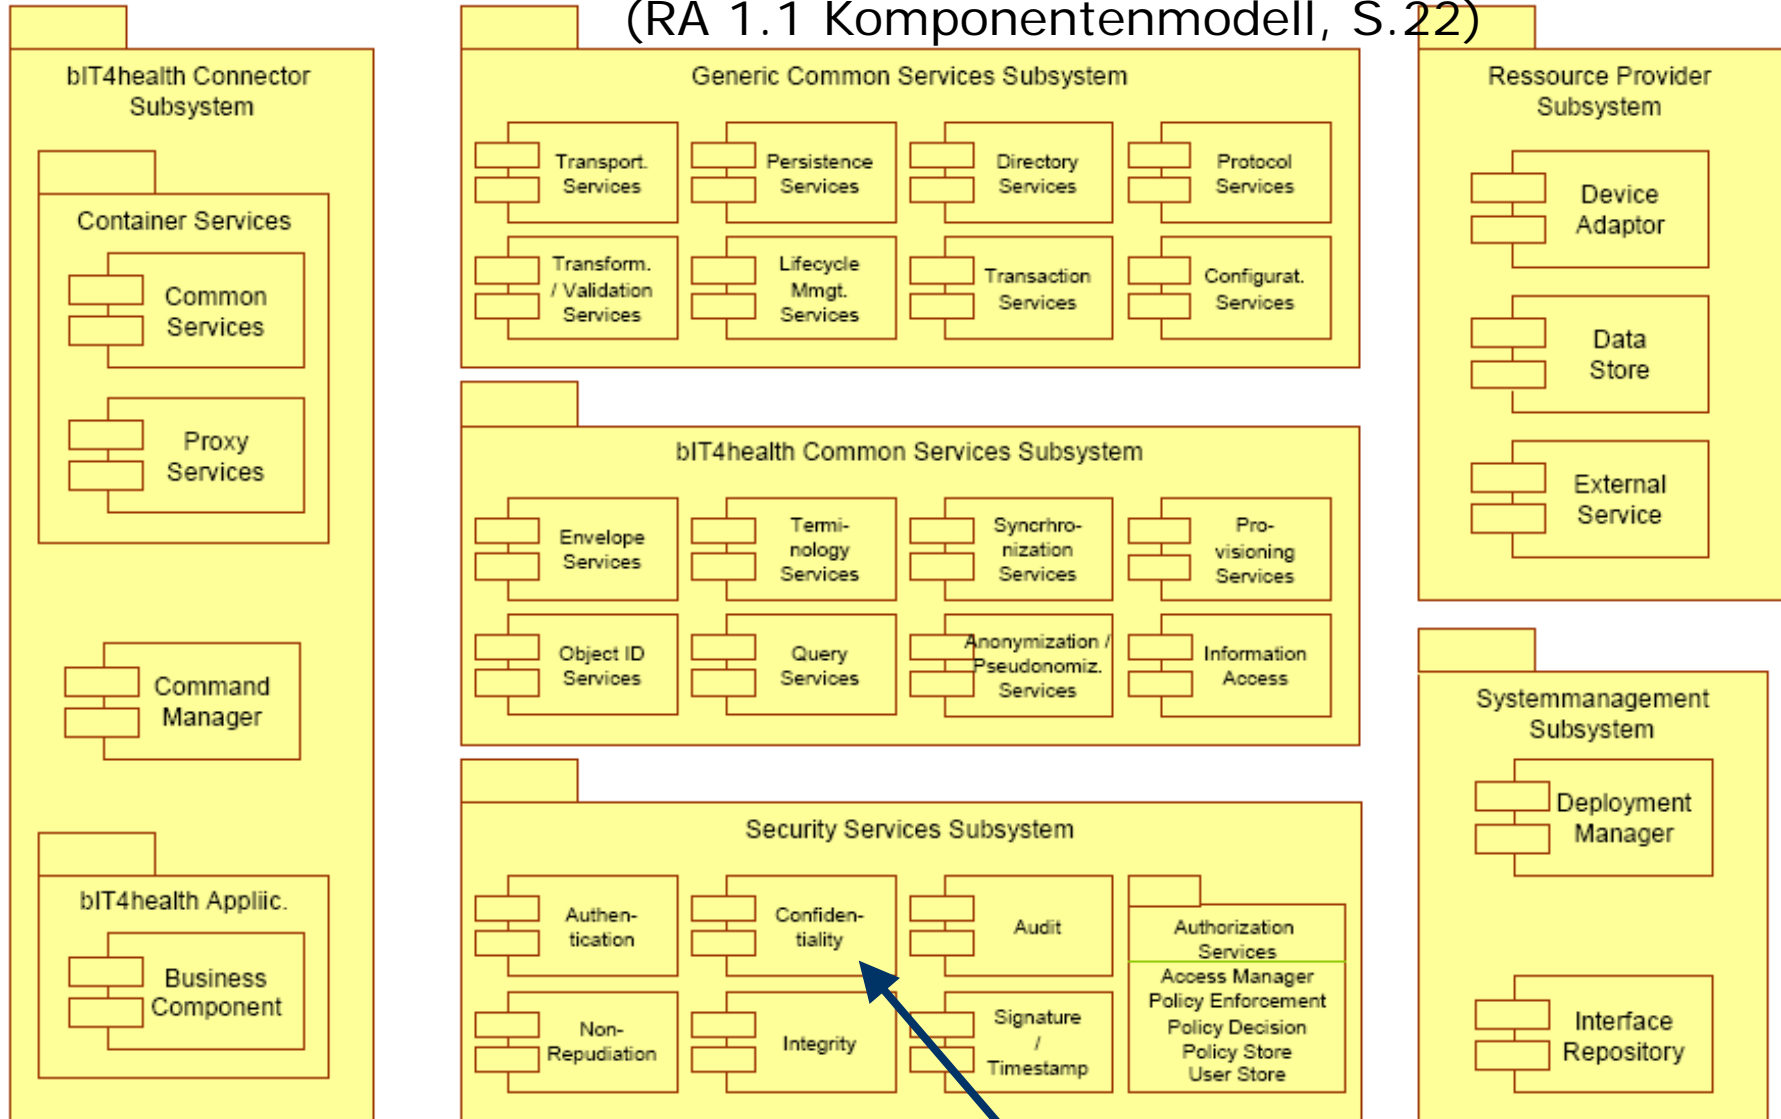 (RA 1.1 Komponentenmodell, S.22)
bIT4health Connector
Subsystem
Container Services
Common
Services
Proxy
Services
Command
Manager
bIT4health Appliic.
Business
Component
Generic Common Services Subsystem
Transport.
Services
Persistence
Services
Directory
Services
Protocol
Services
Transform.
/ Validation
Services
Lifecycle
Mmgt.
Services
Transaction
Services
Configurat.
Services
bIT4health Common Services Subsystem
Envelope
Services
Termi-
nology
Services
Syncrhro-
nization
Services
Pro-
visioning
Services
Object ID
Services
Query
Services
Anonymization /
Pseudonomiz.
Services
Information
Access
Security Services Subsystem
Authen-
tication
Confiden-
tiality
Audit
Authorization
Services
Access Manager
Policy Enforcement
Policy Decision
Policy Store
User Store
Non-
Repudiation
Integrity
Signature
/
Timestamp
Ressource Provider
Subsystem
Device
Adaptor
Data
Store
External
Service
Systemmanagement
Subsystem
Deployment
Manager
Interface
Repository